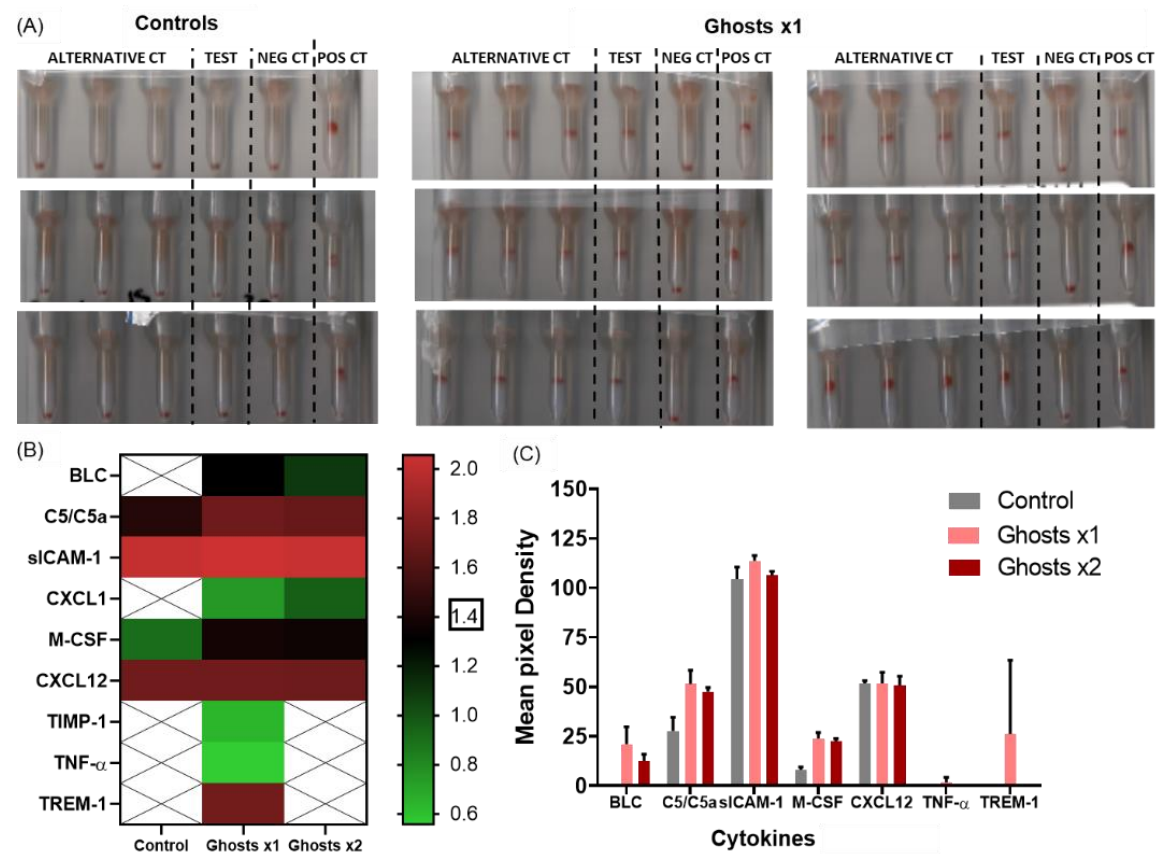 (A)
Controls
Ghosts x1
ALTERNATIVE CT TEST NEG CT POS CT
ALTERNATIVE CT TEST NEG CT POS CT
ALTERNATIVE CT TEST NEG CT POS CT
(B)
BLC
C5/C5a
sICAM-1
CXCL1
M-CSF
CXCL12
TIMP-1
TNF-α
TREM-1
Control Ghosts x1 Ghosts x2
2.0
1.8
1.6
1.4
1.2
1.0
0.8
0.6
(C)
Mean pixel Density
150
125
100
75
50
25
0
Control
Ghosts x1
Ghosts x2
BLC C5/C5a sICAM-1 M-CSF CXCL12 TNF-α TREM-1
Cytokines